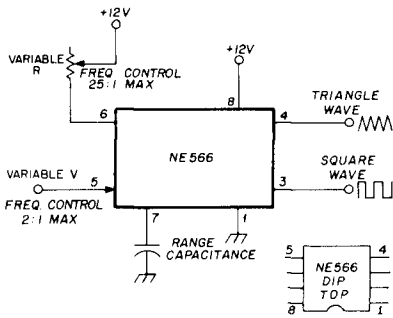 +12V
VARIABLE
R
FREQ CONTROL
25:1 MAX
+12V
8
6
4
TRIANGLE
WAVE
NE566
VARIABLE V
5
FREQ. CONTROL
2:1 MAX
3
SQUARE
WAVE
7
1
RANGE
CAPACITANCE
5
4
NE566
DIP
TOP
8
1